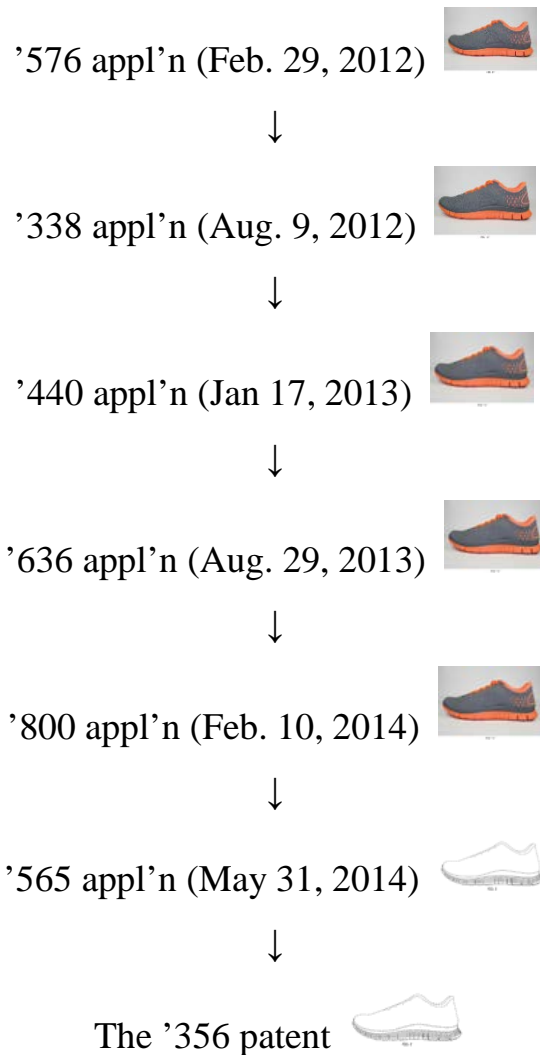 ’576 appl’n (Feb. 29, 2012)
↓
’338 appl’n (Aug. 9, 2012)
↓
’440 appl’n (Jan 17, 2013)
↓
’636 appl’n (Aug. 29, 2013)
↓
’800 appl’n (Feb. 10, 2014)
↓
’565 appl’n (May 31, 2014)
↓
The ’356 patent